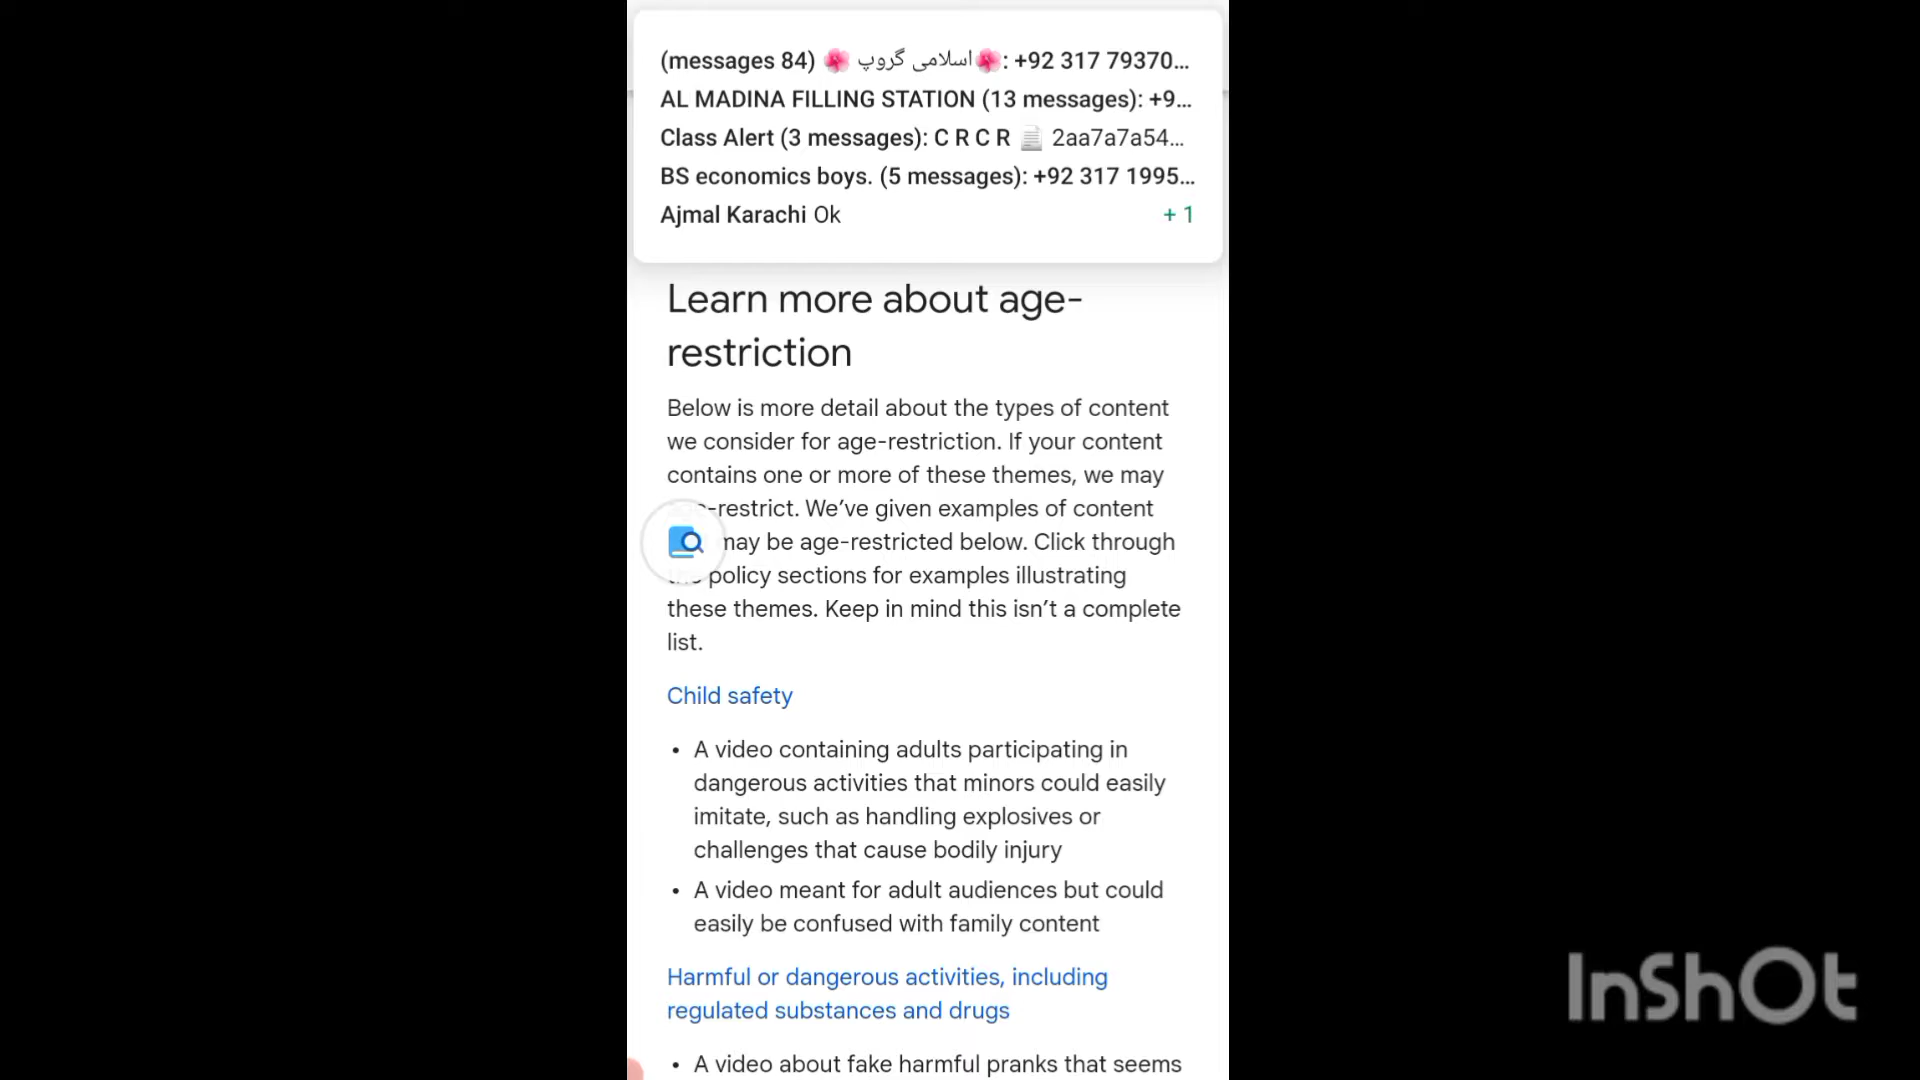 (messages 84) 🌺 اسلامی گروپ🌺: +92 317 79370...
AL MADINA FILLING STATION (13 messages): +9...
Class Alert (3 messages): C R C R 📄 2aa7a7a54...
BS economics boys. (5 messages): +92 317 1995...
Ajmal Karachi Ok + 1
Learn more about age-
restriction
Below is more detail about the types of content
we consider for age-restriction. If your content
contains one or more of these themes, we may
-restrict. We’ve given examples of content
may be age-restricted below. Click through
policy sections for examples illustrating
these themes. Keep in mind this isn’t a complete
list.
Child safety
• A video containing adults participating in
dangerous activities that minors could easily
imitate, such as handling explosives or
challenges that cause bodily injury
• A video meant for adult audiences but could
easily be confused with family content
Harmful or dangerous activities, including
regulated substances and drugs
• A video about fake harmful pranks that seems
InShOt